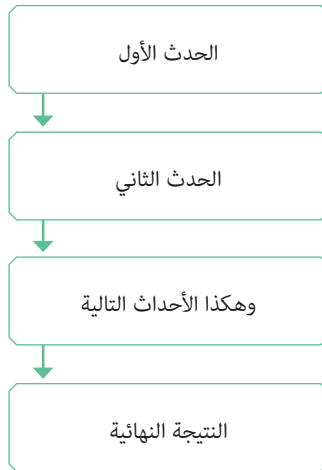 الحدث الأول
الحدث الثاني
وهكذا الأحداث التالية
النتيجة النهائية